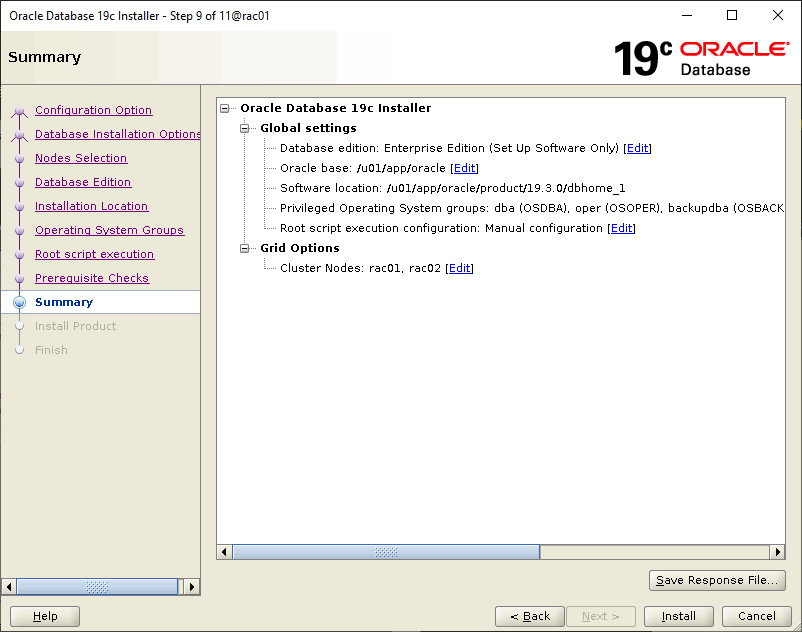 Oracle Database 19c Installer - Step 9 of 11@rac01
Summary
19c ORACLE
Database
Configuration Option
Database Installation Options
Nodes Selection
Database Edition
Installation Location
Operating System Groups
Root script execution
Prerequisite Checks
Summary
Install Product
Finish
Oracle Database 19c Installer
Global settings
Database edition: Enterprise Edition (Set Up Software Only) [Edit]
Oracle base: /u01/app/oracle [Edit]
Software location: /u01/app/oracle/product/19.3.0/dbhome_1
Privileged Operating System groups: dba (OSDBA), oper (OSOPER), backupdba (OSBACK
Root script execution configuration: Manual configuration [Edit]
Grid Options
Cluster Nodes: rac01, rac02 [Edit]
Save Response File...
Help
< Back
Next >
Install
Cancel